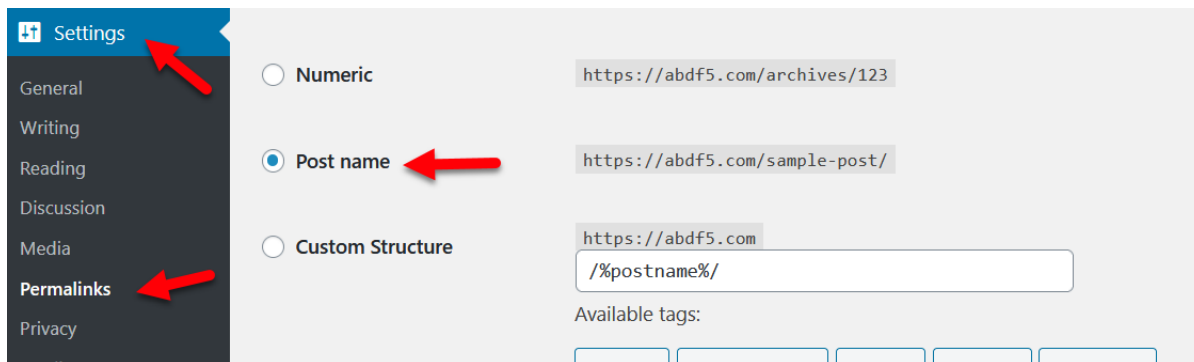 Settings
General
Writing
Reading
Discussion
Media
Permalinks
Privacy
Numeric
https://abdf5.com/archives/123
Post name
https://abdf5.com/sample-post/
Custom Structure
https://abdf5.com
/%postname%/
Available tags: